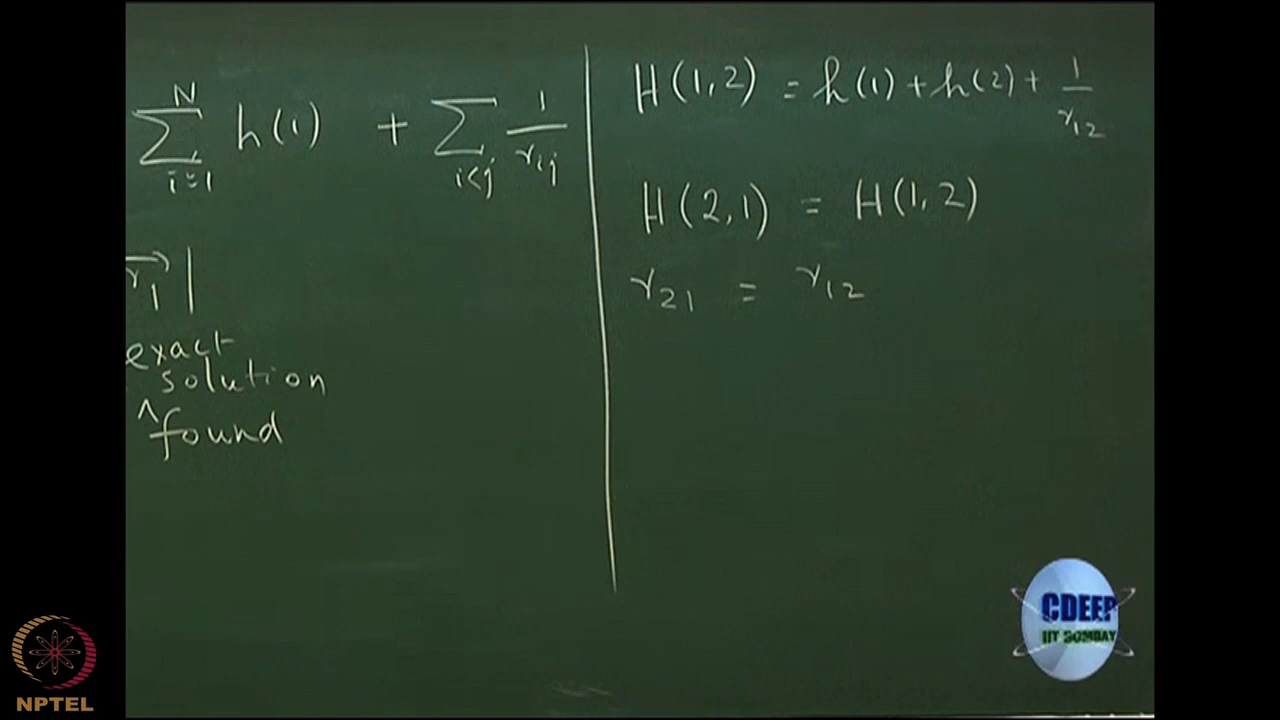 N
∑ h(i) + ∑ 1/r_ij
i=1 i<j
r⃗_1 |
exact
solution
^ found
H(1,2) = h(1) + h(2) + 1/r_12
H(2,1) = H(1,2)
r_21 = r_12
CDEEP
IIT BOMBAY
NPTEL